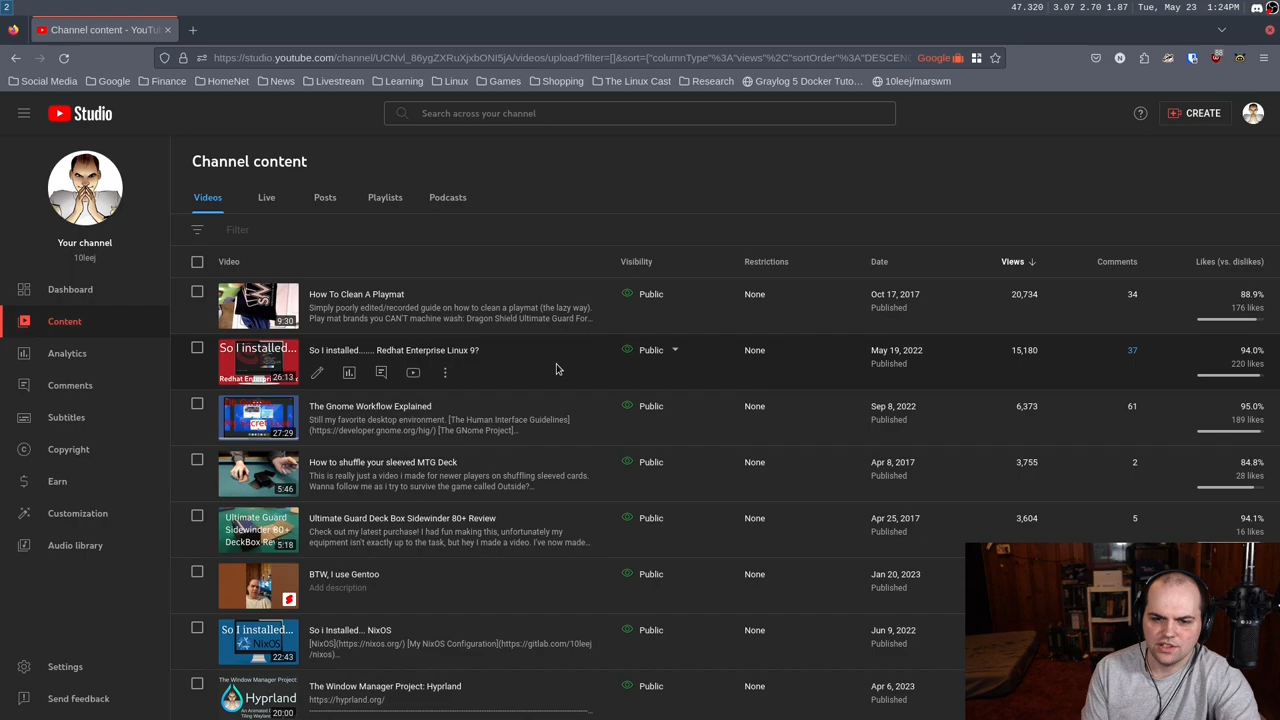 2
47.320 3.07 2.70 1.87 Tue, May 23 1:24PM
Channel content - YouTu
https://studio.youtube.com/channel/UCNvl_86ygZXRuXjxbONI5jA/videos/upload?filter=[]&sort={"columnType"%3A"views"%2C"sortOrder"%3A"DESCEN
Google
88
Social Media
Google
Finance
HomeNet
News
Livestream
Learning
Linux
Games
Shopping
The Linux Cast
Research
Graylog 5 Docker Tuto…
10leej/marswm
Studio
Search across your channel
CREATE
Your channel
10leej
Dashboard
Content
Analytics
Comments
Subtitles
Copyright
Earn
Customization
Audio library
Settings
Send feedback
Channel content
Videos Live Posts Playlists Podcasts
Filter
Video Visibility Restrictions Date Views Comments Likes (vs. dislikes)
9:30
How To Clean A Playmat
Simply poorly edited/recorded guide on how to clean a playmat (the lazy way).
Play mat brands you CAN'T machine wash: Dragon Shield Ultimate Guard For…
Public None Oct 17, 2017 20,734 34 88.9%
Published 176 likes
So I installed...
Redhat Enterprise
26:13
So I installed....... Redhat Enterprise Linux 9?
Public None May 19, 2022 15,180 37 94.0%
Published 220 likes
27:29
The Gnome Workflow Explained
Still my favorite desktop environment. [The Human Interface Guidelines]
(https://developer.gnome.org/hig/) [The GNome Project]…
Public None Sep 8, 2022 6,373 61 95.0%
Published 189 likes
5:46
How to shuffle your sleeved MTG Deck
This is really just a video i made for newer players on shuffling sleeved cards.
Wanna follow me as i try to survive the game called Outside?…
Public None Apr 8, 2017 3,755 2 84.8%
Published 28 likes
Ultimate Guard
Sidewinder 80+
DeckBox Re
5:18
Ultimate Guard Deck Box Sidewinder 80+ Review
Check out my latest purchase! I had fun making this, unfortunately my
equipment isn't exactly up to the task, but hey I made a video. I've now made…
Public None Apr 25, 2017 3,604 5 94.1%
Published 16 likes
BTW, I use Gentoo
Add description
Public None Jan 20, 2023
Published
So I installed...
NixOS
22:43
So i Installed... NixOS
[NixOS](https://nixos.org/) [My NixOS Configuration](https://gitlab.com/10leej
/nixos)…
Public None Jun 9, 2022
Published
The Window Manager Project:
Hyprland
An Animated
Tiling Waylan
20:00
The Window Manager Project: Hyprland
https://hyprland.org/
Public None Apr 6, 2023
Published